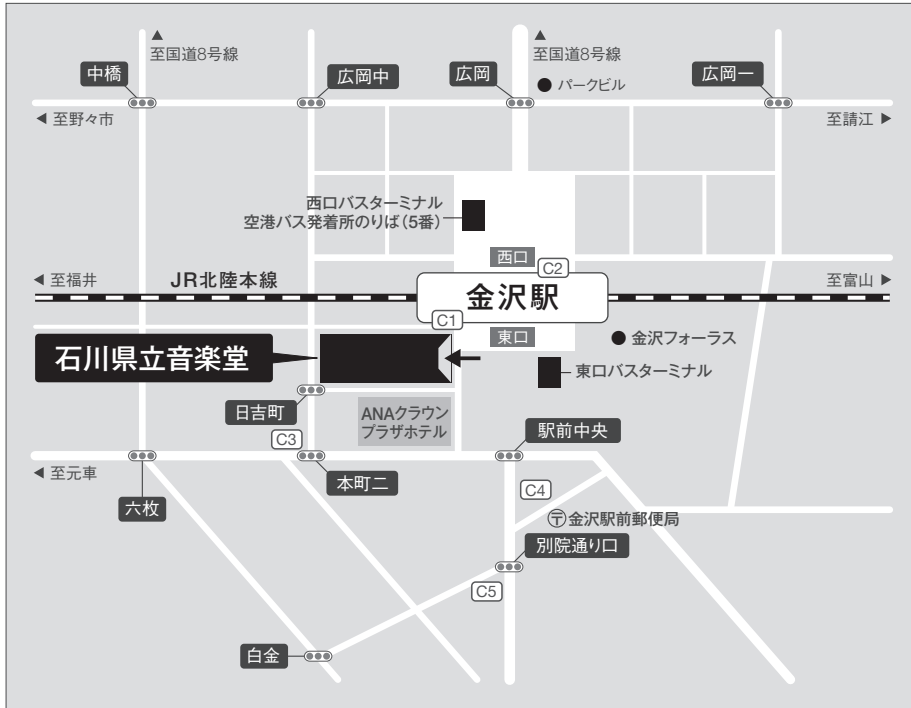 ▲
至国道8号線
▲
至国道8号線
中橋
広岡中
広岡
● パークビル
広岡一
◀ 至野々市
至諸江 ▶
西口バスターミナル
空港バス発着所のりば(5番)
西口
C2
◀ 至福井
JR北陸本線
金沢駅
至富山 ▶
C1
東口
● 金沢フォーラス
石川県立音楽堂
東口バスターミナル
日吉町
ANAクラウン
プラザホテル
C3
駅前中央
◀ 至元車
本町二
六枚
C4
〒金沢駅前郵便局
別院通り口
C5
白金